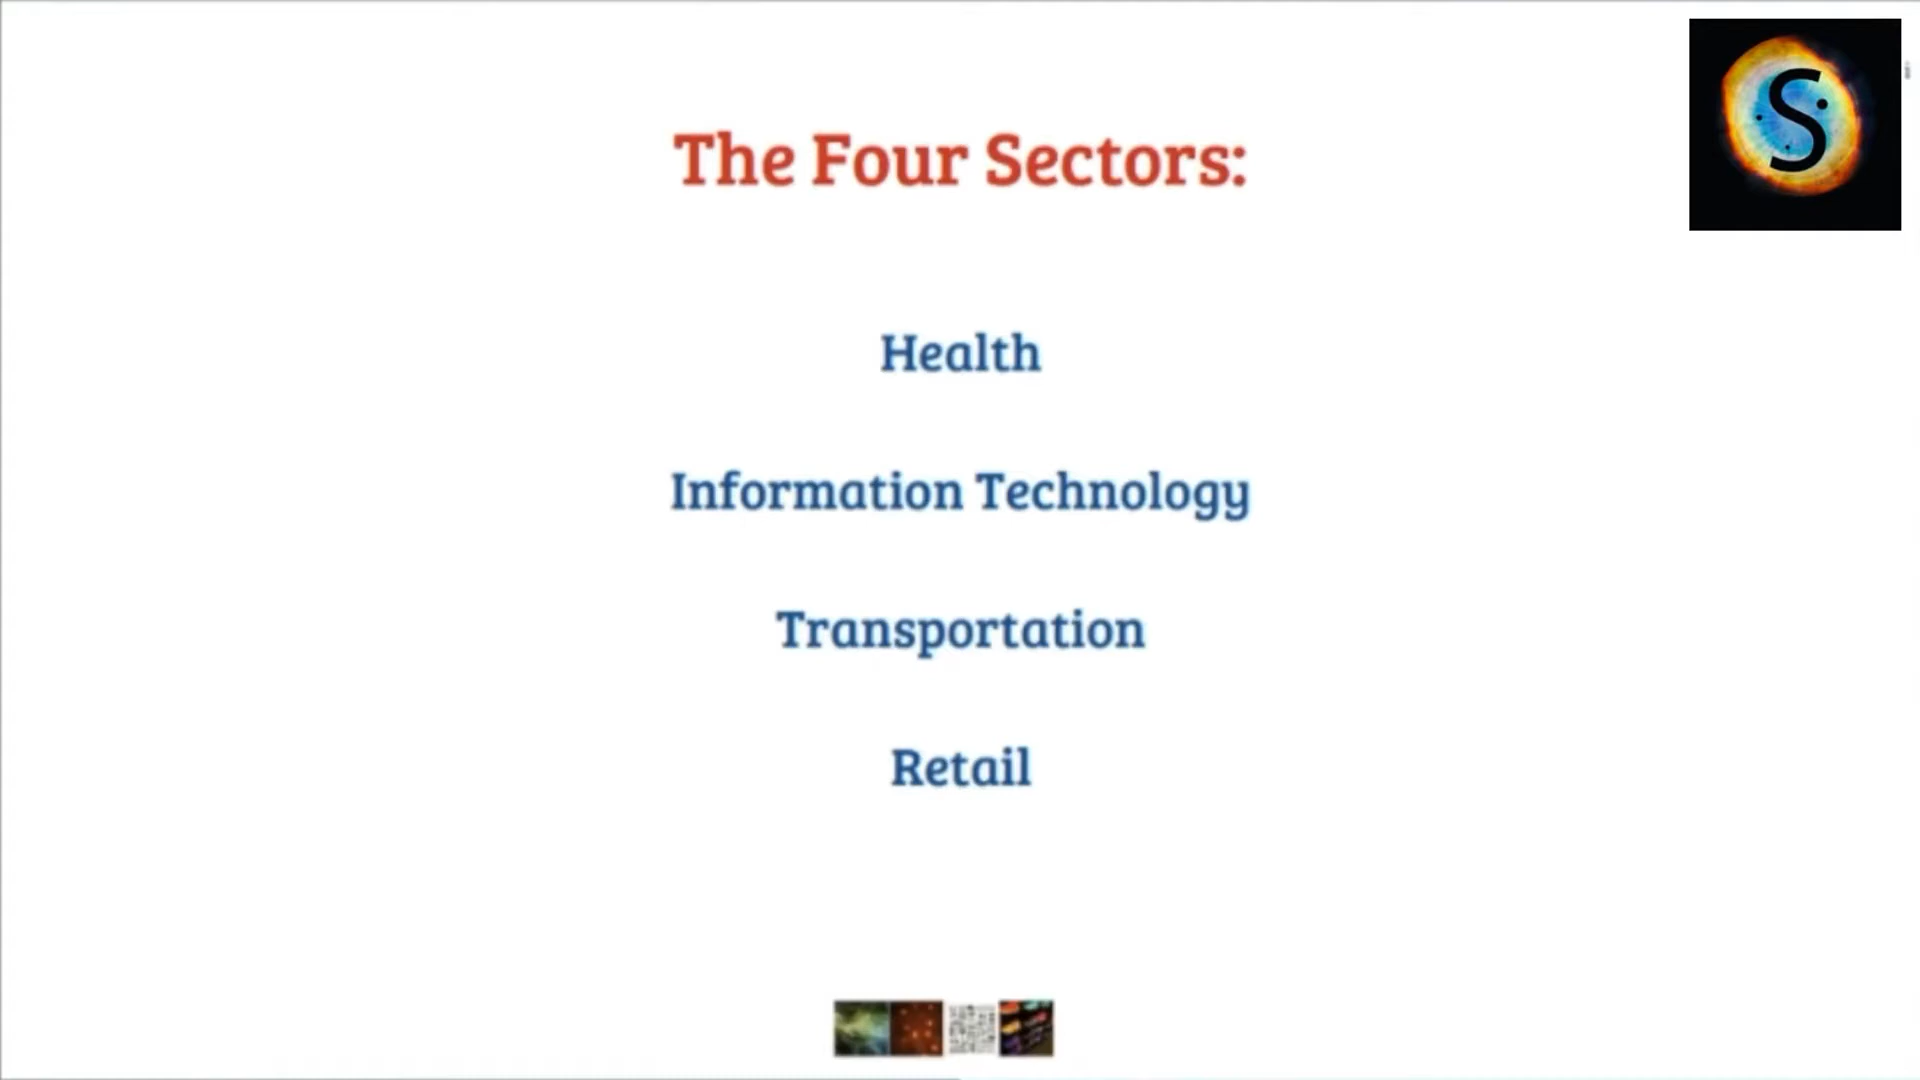 The Four Sectors:
S
Health
Information Technology
Transportation
Retail